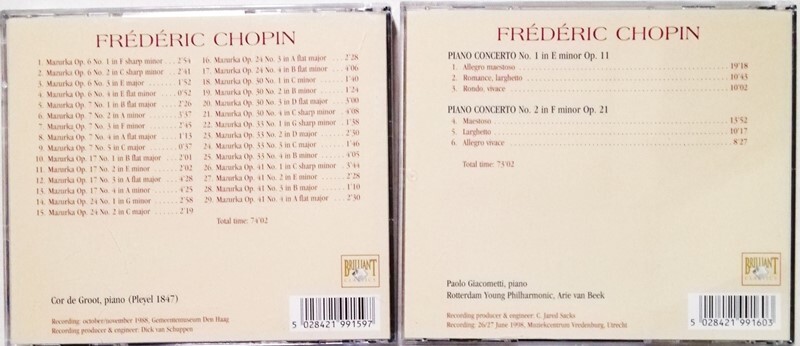 FRÉDÉRIC CHOPIN
1. Mazurka Op. 6 No. 1 in F sharp minor . . 2'54
2. Mazurka Op. 6 No. 2 in C sharp minor . . 2'41
3. Mazurka Op. 6 No. 3 in E major . . . . . 1'52
4. Mazurka Op. 6 No. 4 in E flat minor . . . 0'52
5. Mazurka Op. 7 No. 1 in B flat major . . . 2'26
6. Mazurka Op. 7 No. 2 in A minor . . . . . 3'37
7. Mazurka Op. 7 No. 3 in F minor . . . . . 2'45
8. Mazurka Op. 7 No. 4 in A flat major . . . 1'13
9. Mazurka Op. 7 No. 5 in C major . . . . . 0'37
10. Mazurka Op. 17 No. 1 in B flat major . . 2'01
11. Mazurka Op. 17 No. 2 in E minor . . . . . 2'02
12. Mazurka Op. 17 No. 3 in A flat major . . 4'28
13. Mazurka Op. 17 No. 4 in A minor . . . . . 4'25
14. Mazurka Op. 24 No. 1 in G minor . . . . . 2'58
15. Mazurka Op. 24 No. 2 in C major . . . . . 2'19
16. Mazurka Op. 24 No. 3 in A flat major . . 2'28
17. Mazurka Op. 24 No. 4 in B flat minor . . 4'06
18. Mazurka Op. 30 No. 1 in C minor . . . . . 1'40
19. Mazurka Op. 30 No. 2 in B minor . . . . . 1'24
20. Mazurka Op. 30 No. 3 in D flat major . . 3'00
21. Mazurka Op. 30 No. 4 in C sharp minor . . 4'08
22. Mazurka Op. 33 No. 1 in G sharp minor . . 1'38
23. Mazurka Op. 33 No. 2 in D major . . . . . 2'30
24. Mazurka Op. 33 No. 3 in C major . . . . . 1'46
25. Mazurka Op. 33 No. 4 in B minor . . . . . 4'05
26. Mazurka Op. 41 No. 1 in C sharp minor . . 3'44
27. Mazurka Op. 41 No. 2 in E minor . . . . . 2'28
28. Mazurka Op. 41 No. 3 in B major . . . . . 1'10
29. Mazurka Op. 41 No. 4 in A flat major . . 2'30
Total time: 74'02
BRILLIANT
CLASSICS
Cor de Groot, piano (Pleyel 1847)
Recording: october/november 1988, Gemeentemuseum Den Haag
Recording producer & engineer: Dick van Schuppen
5 028421 991597
FRÉDÉRIC CHOPIN
PIANO CONCERTO No. 1 in E minor Op. 11
1. Allegro maestoso . . . . . 19'18
2. Romance, larghetto . . . . . 10'43
3. Rondo, vivace . . . . . 10'02
PIANO CONCERTO No. 2 in F minor Op. 21
4. Maestoso . . . . . 13'52
5. Larghetto . . . . . 10'17
6. Allegro vivace . . . . . 8'27
Total time: 73'02
BRILLIANT
CLASSICS
Paolo Giacometti, piano
Rotterdam Young Philharmonic, Arie van Beek
Recording producer & engineer: C. Jarod Sacks
Recording: 26/27 June 1998, Muziekcentrum Vredenburg, Utrecht
5 028421 991603